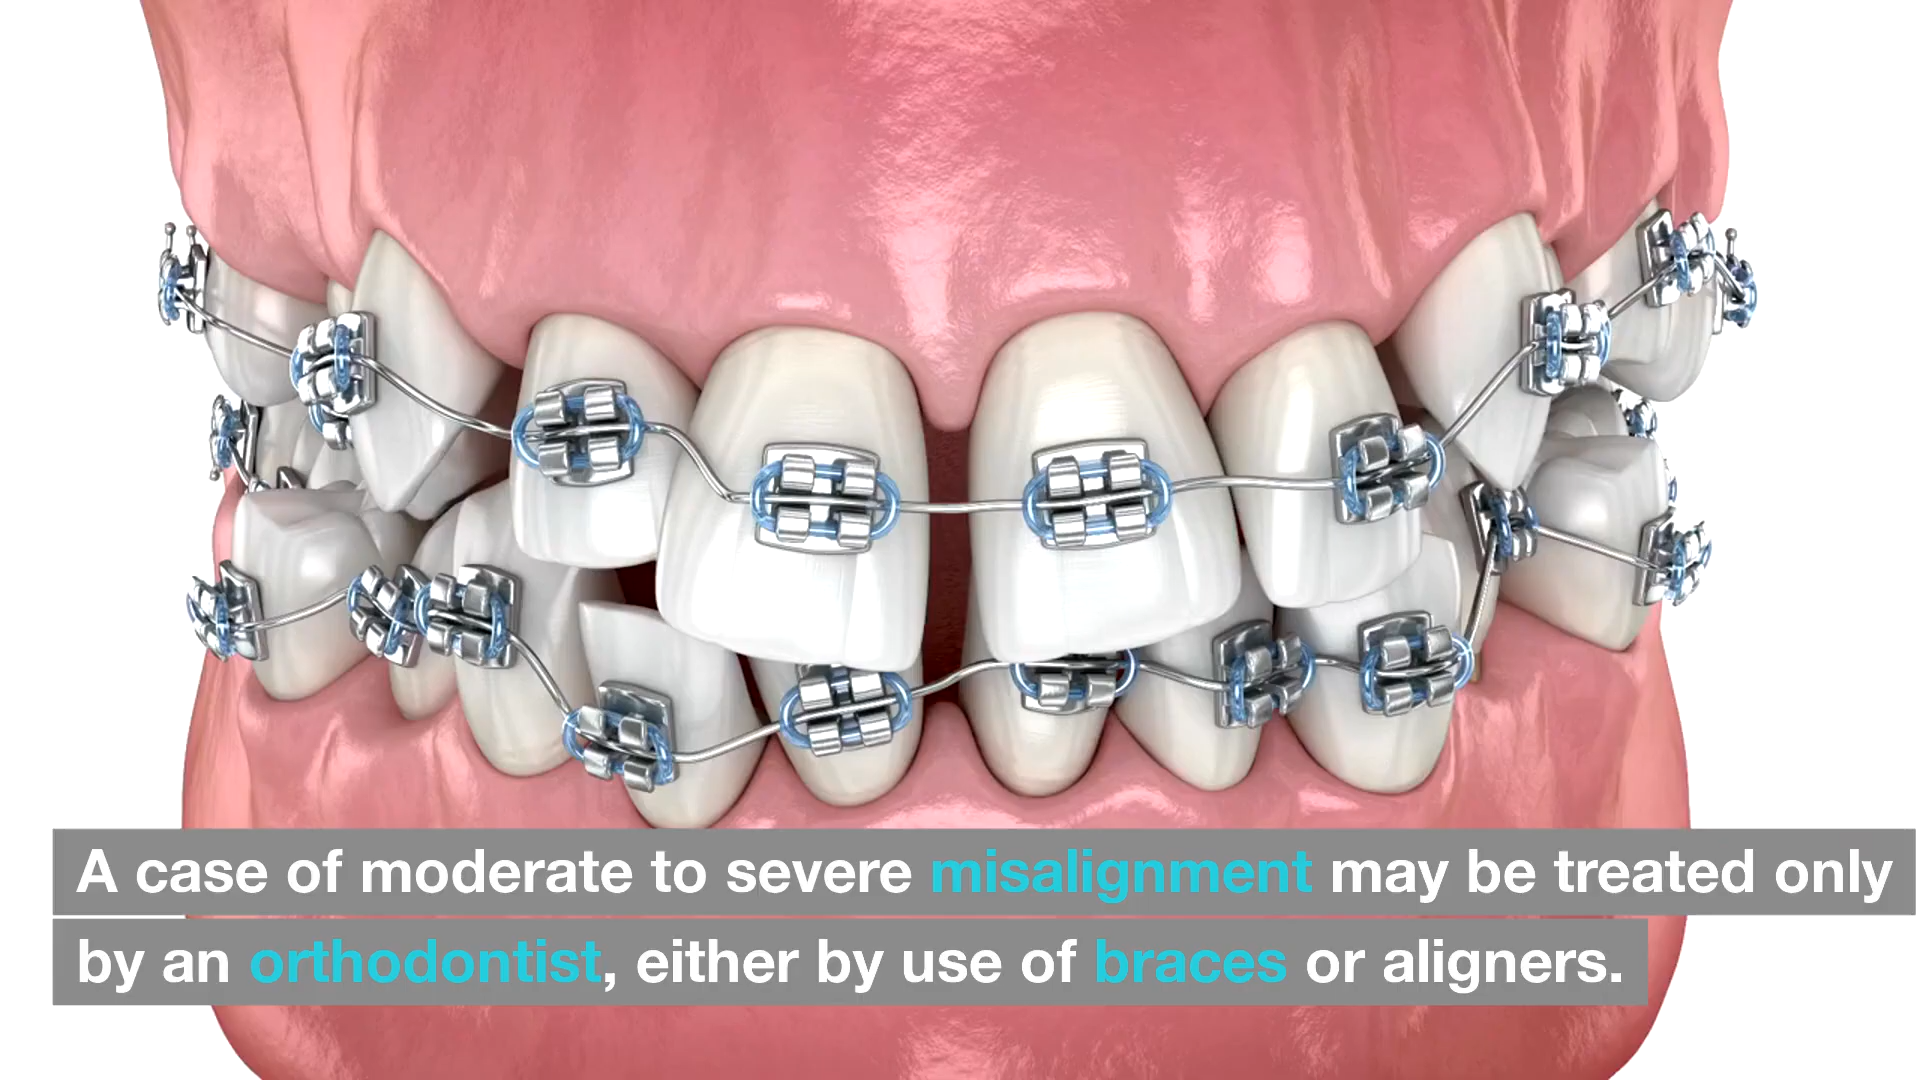 A case of moderate to severe misalignment may be treated only
by an orthodontist, either by use of braces or aligners.